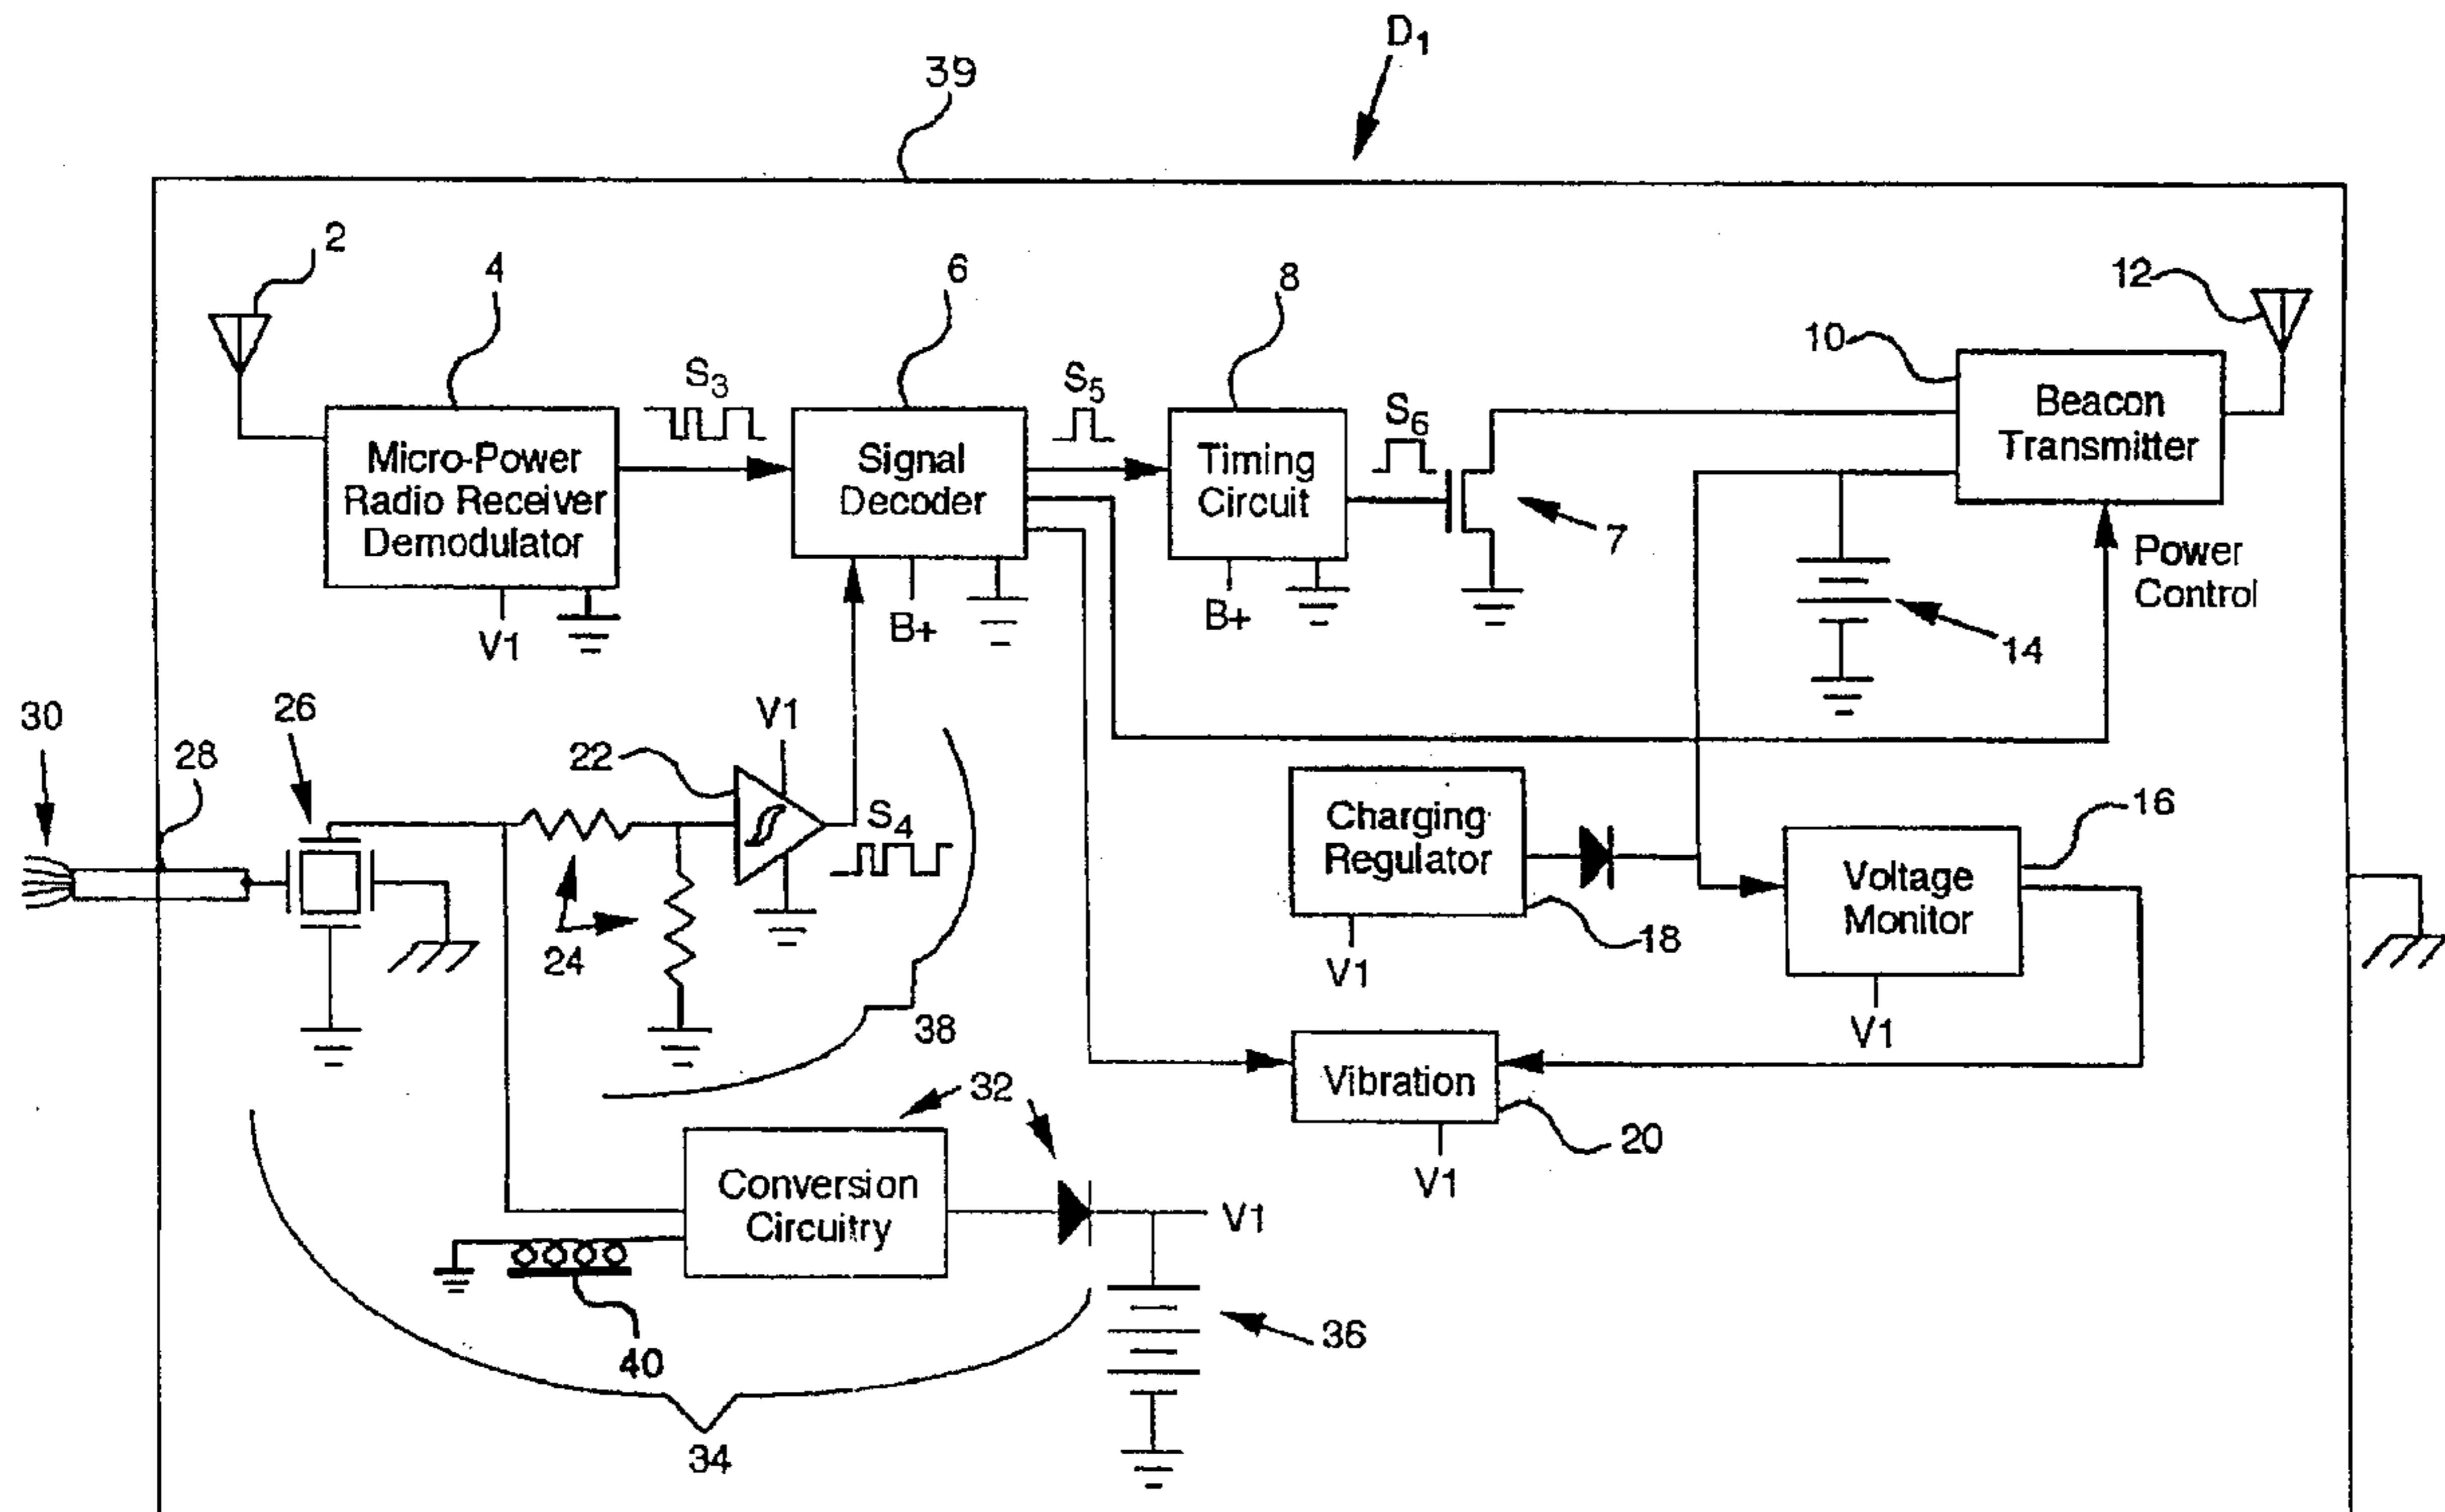 D1
39
2
4
6
8
12
10
S3
S5
S6
Micro-Power
Radio Receiver
Demodulator
Signal
Decoder
Timing
Circuit
Beacon
Transmitter
7
V1
B+
B+
Power
Control
14
30
28
26
22
V1
S4
24
Charging
Regulator
18
V1
16
Voltage
Monitor
V1
38
32
Vibration
20
V1
Conversion
Circuitry
V1
40
36
34